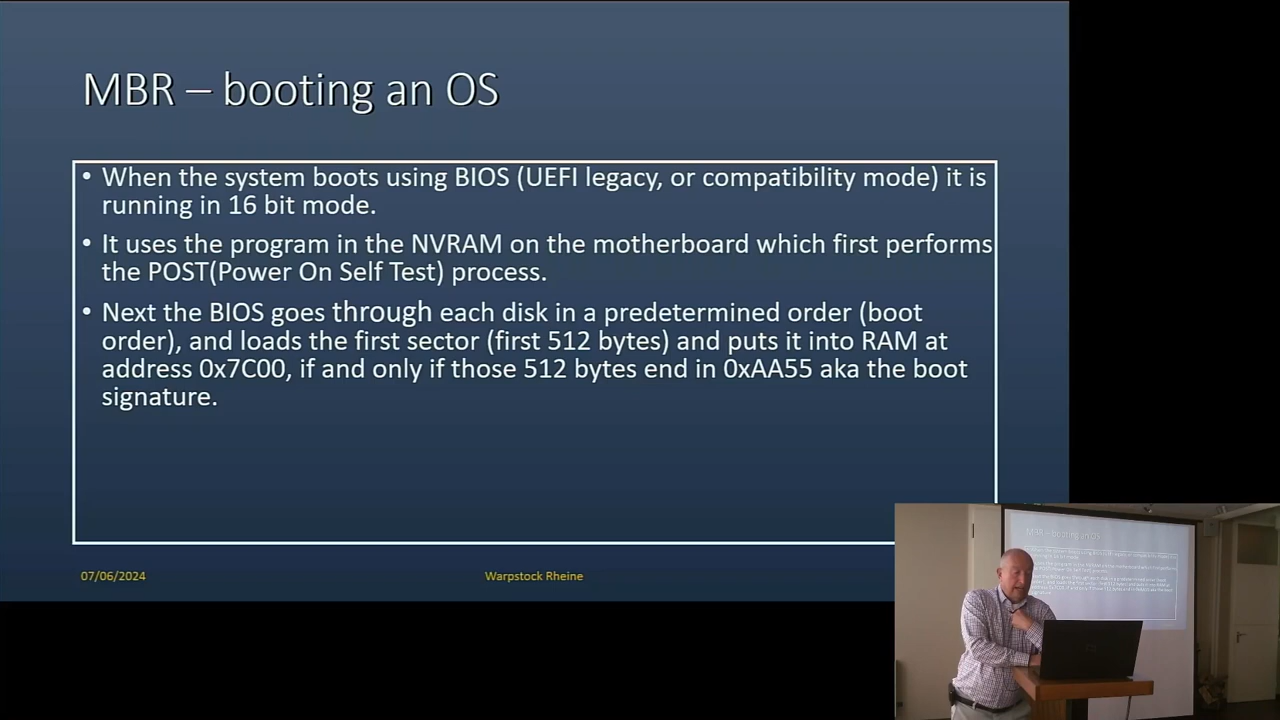 MBR – booting an OS
• When the system boots using BIOS (UEFI legacy, or compatibility mode) it is
running in 16 bit mode.
• It uses the program in the NVRAM on the motherboard which first performs
the POST(Power On Self Test) process.
• Next the BIOS goes through each disk in a predetermined order (boot
order), and loads the first sector (first 512 bytes) and puts it into RAM at
address 0x7C00, if and only if those 512 bytes end in 0xAA55 aka the boot
signature.
07/06/2024
Warpstock Rheine
MBR – booting an OS